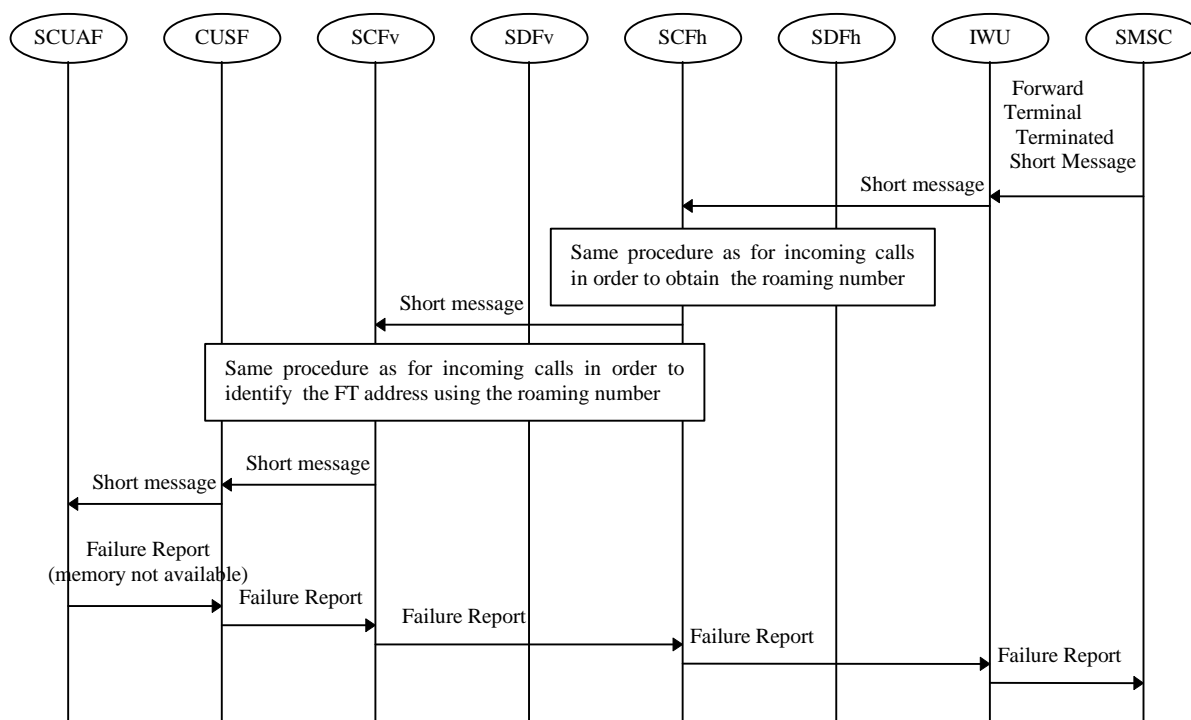 SCUAF
CUSF
SCFv
SDFv
SCFh
SDFh
IWU
SMSC
Forward
Terminal
Terminated
Short Message
Short message
Same procedure as for incoming calls
in order to obtain the roaming number
Short message
Same procedure as for incoming calls in order to
identify the FT address using the roaming number
Short message
Short message
Failure Report
(memory not available)
Failure Report
Failure Report
Failure Report
Failure Report